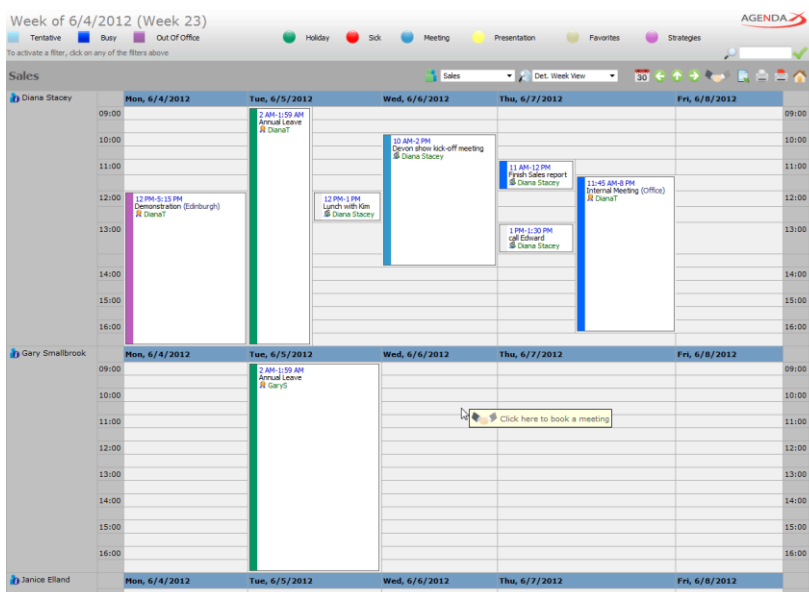 Week of 6/4/2012 (Week 23)
AGENDAX
Tentative Busy Out Of Office Holiday Sick Meeting Presentation Favorites Strategies
To activate a filter, click on any of the filters above
Sales Sales Det. Week View 30
Diana Stacey Mon, 6/4/2012 Tue, 6/5/2012 Wed, 6/6/2012 Thu, 6/7/2012 Fri, 6/8/2012
09:00 09:00
2 AM-1:59 AM
Annual Leave
DianaT
10:00 10:00
10 AM-2 PM
Devon show kick-off meeting
Diana Stacey
11:00 11:00
11 AM-12 PM
Finish Sales report
Diana Stacey
11:45 AM-8 PM
Internal Meeting (Office)
DianaT
12:00 12:00
12 PM-5:15 PM
Demonstration (Edinburgh)
DianaT
12 PM-1 PM
Lunch with Kim
Diana Stacey
13:00 13:00
1 PM-1:30 PM
call Edward
Diana Stacey
14:00 14:00
15:00 15:00
16:00 16:00
Gary Smallbrook Mon, 6/4/2012 Tue, 6/5/2012 Wed, 6/6/2012 Thu, 6/7/2012 Fri, 6/8/2012
09:00 09:00
2 AM-1:59 AM
Annual Leave
GaryS
10:00 10:00
11:00 11:00
Click here to book a meeting
12:00 12:00
13:00 13:00
14:00 14:00
15:00 15:00
16:00 16:00
Janice Elland Mon, 6/4/2012 Tue, 6/5/2012 Wed, 6/6/2012 Thu, 6/7/2012 Fri, 6/8/2012